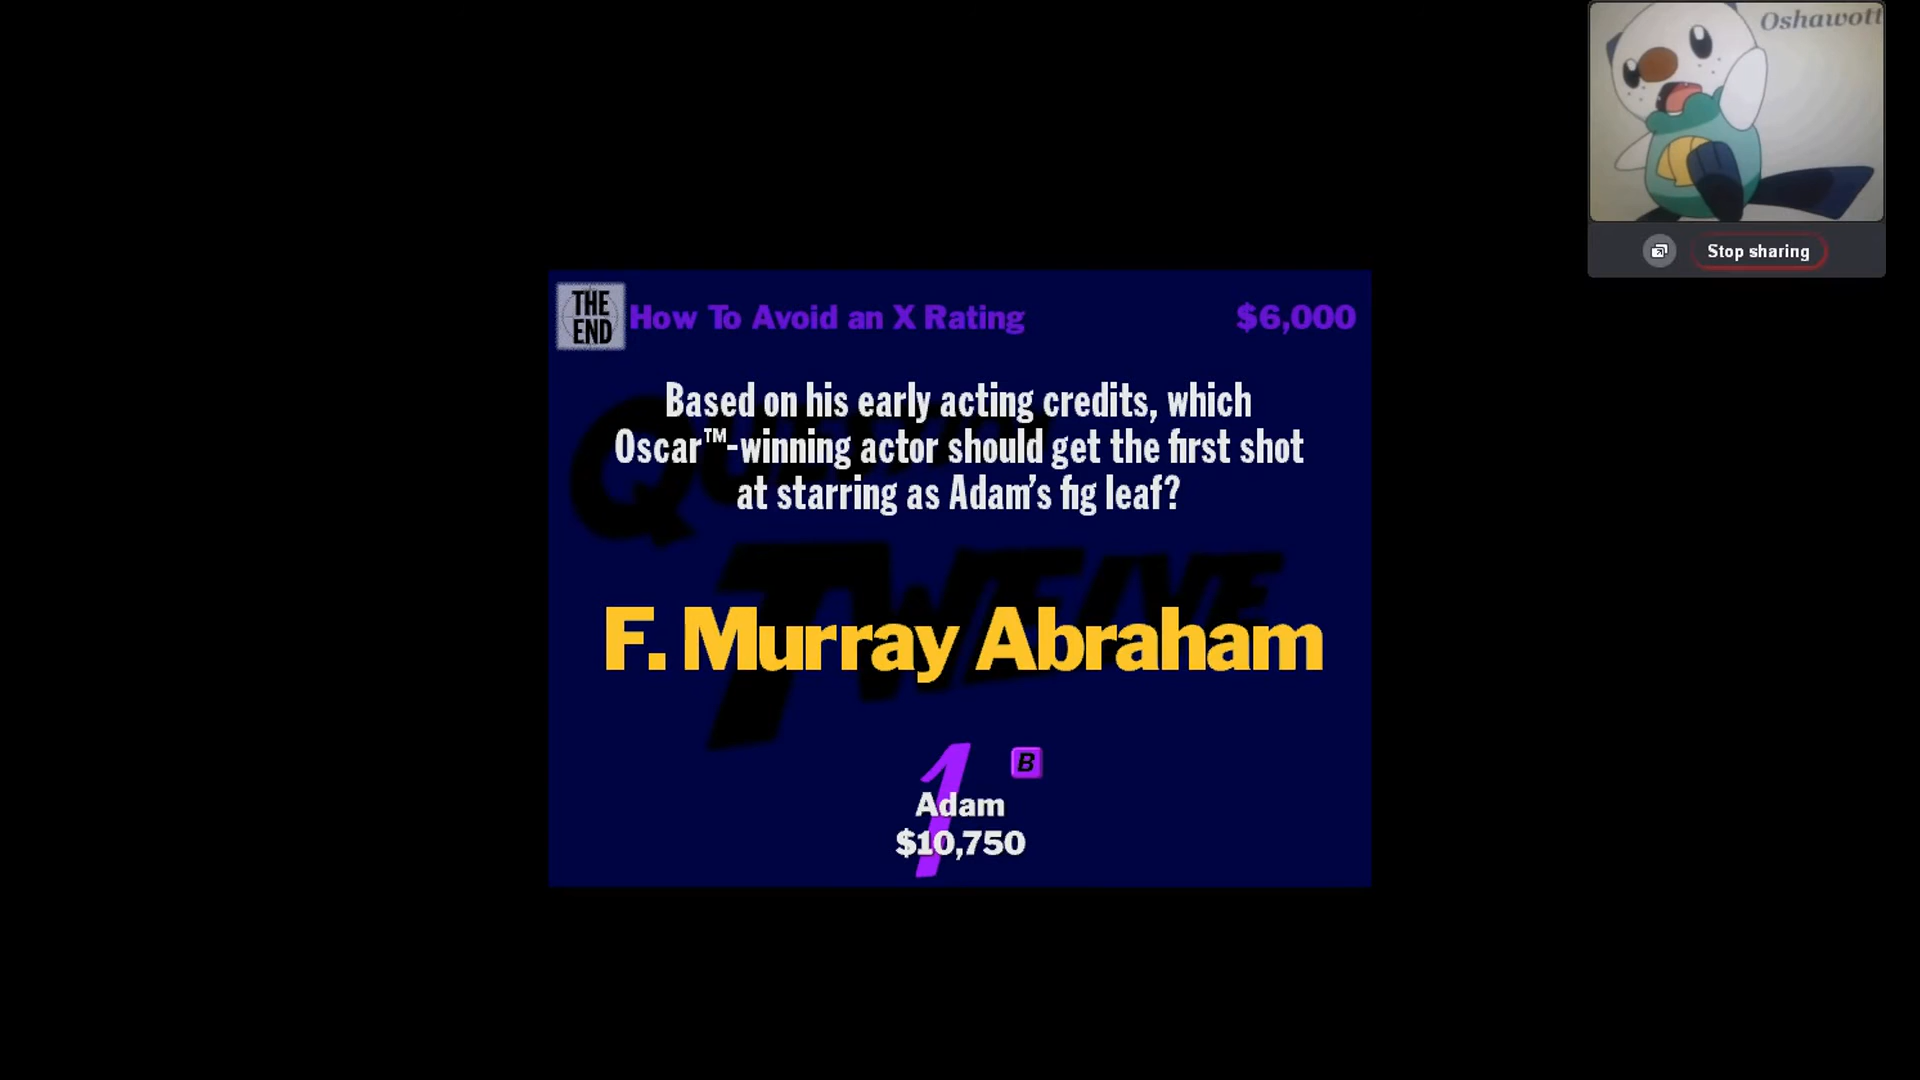 Oshawott
Stop sharing
THE
END
How To Avoid an X Rating
$6,000
Based on his early acting credits, which
Oscar™-winning actor should get the first shot
at starring as Adam's fig leaf?
QUESTION
TWELVE
F. Murray Abraham
1
B
Adam
$10,750